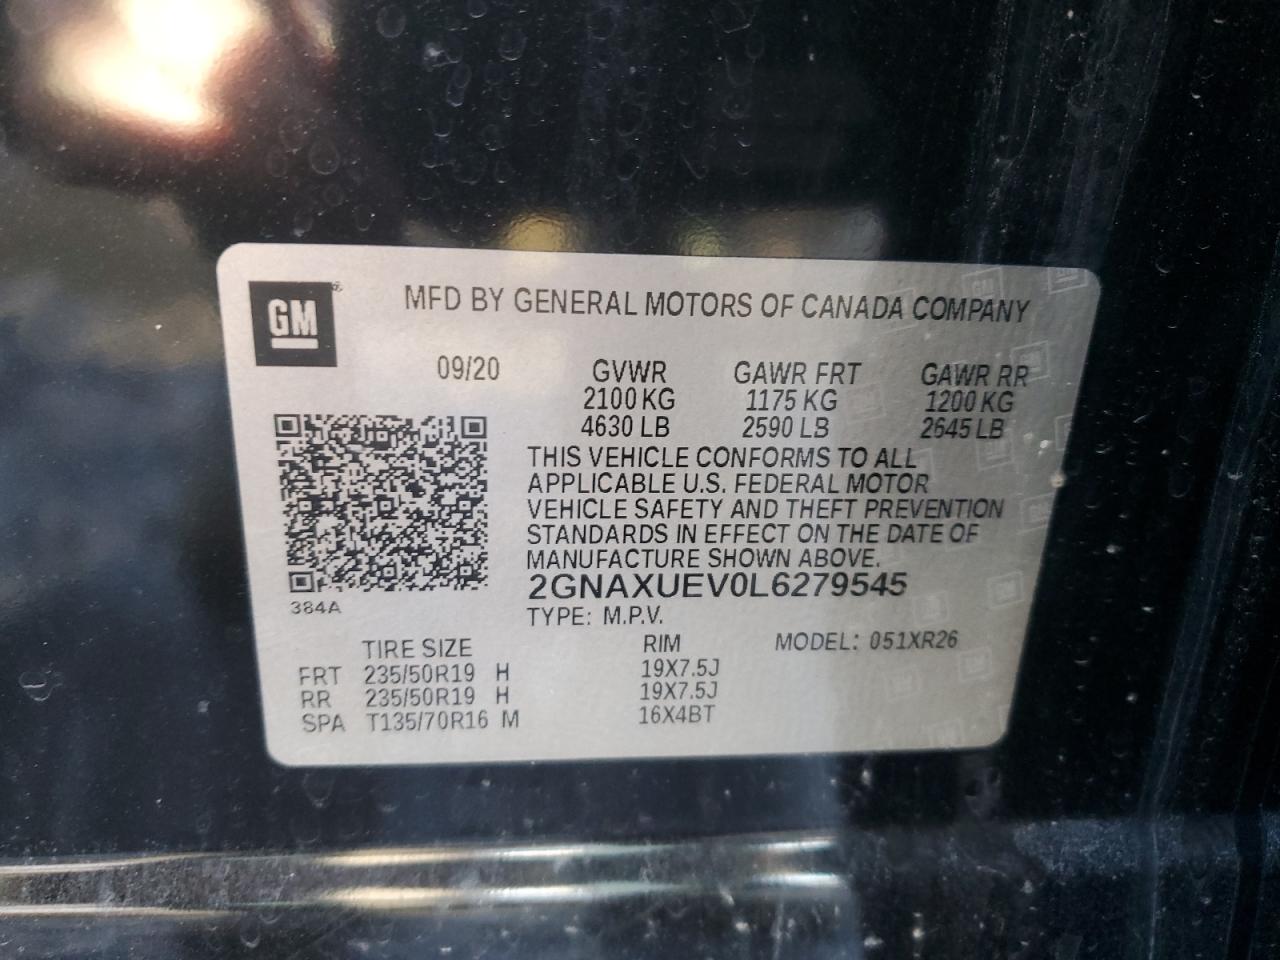 GM
MFD BY GENERAL MOTORS OF CANADA COMPANY
09/20 GVWR GAWR FRT GAWR RR
2100 KG 1175 KG 1200 KG
4630 LB 2590 LB 2645 LB
THIS VEHICLE CONFORMS TO ALL
APPLICABLE U.S. FEDERAL MOTOR
VEHICLE SAFETY AND THEFT PREVENTION
STANDARDS IN EFFECT ON THE DATE OF
MANUFACTURE SHOWN ABOVE.
2GNAXUEV0L6279545
384A
TYPE: M.P.V.
TIRE SIZE RIM MODEL: 051XR26
FRT 235/50R19 H 19X7.5J
RR 235/50R19 H 19X7.5J
SPA T135/70R16 M 16X4BT